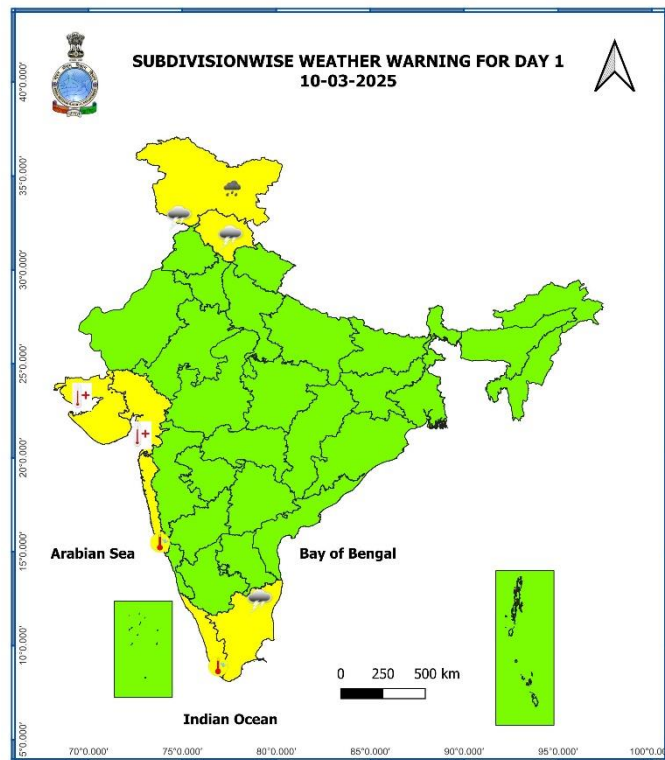 SUBDIVISIONWISE WEATHER WARNING FOR DAY 1
10-03-2025
40°0.000'
35°0.000'
30°0.000'
25°0.000'
20°0.000'
15°0.000'
10°0.000'
5°0.000'
Arabian Sea
Bay of Bengal
0 250 500 km
Indian Ocean
70°0.000' 75°0.000' 80°0.000' 85°0.000' 90°0.000' 95°0.000' 100°0.00